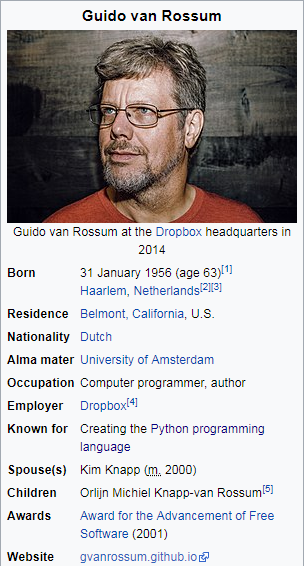 Guido van Rossum
Guido van Rossum at the Dropbox headquarters in
2014
Born 31 January 1956 (age 63)[1]
Haarlem, Netherlands[2][3]
Residence Belmont, California, U.S.
Nationality Dutch
Alma mater University of Amsterdam
Occupation Computer programmer, author
Employer Dropbox[4]
Known for Creating the Python programming
language
Spouse(s) Kim Knapp (m. 2000)
Children Orlijn Michiel Knapp-van Rossum[5]
Awards Award for the Advancement of Free
Software (2001)
Website gvanrossum.github.io